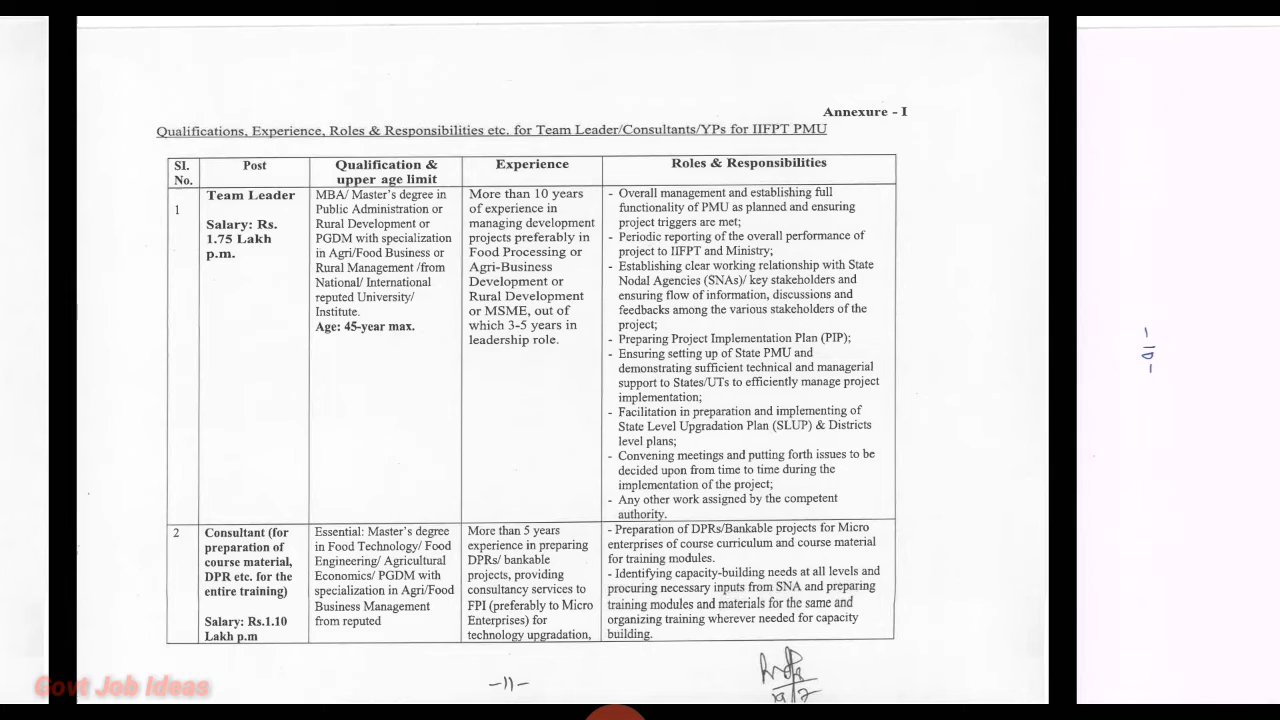 Annexure - I
Qualifications, Experience, Roles & Responsibilities etc. for Team Leader/Consultants/YPs for IIFPT PMU
SI. No.
Post
Qualification & upper age limit
Experience
Roles & Responsibilities
1
Team Leader
Salary: Rs.
1.75 Lakh
p.m.
MBA/ Master's degree in
Public Administration or
Rural Development or
PGDM with specialization
in Agri/Food Business or
Rural Management /from
National/ International
reputed University/
Institute.
Age: 45-year max.
More than 10 years
of experience in
managing development
projects preferably in
Food Processing or
Agri-Business
Development or
Rural Development
or MSME, out of
which 3-5 years in
leadership role.
- Overall management and establishing full
functionality of PMU as planned and ensuring
project triggers are met;
- Periodic reporting of the overall performance of
project to IIFPT and Ministry;
- Establishing clear working relationship with State
Nodal Agencies (SNAs)/ key stakeholders and
ensuring flow of information, discussions and
feedbacks among the various stakeholders of the
project;
- Preparing Project Implementation Plan (PIP);
- Ensuring setting up of State PMU and
demonstrating sufficient technical and managerial
support to States/UTs to efficiently manage project
implementation;
- Facilitation in preparation and implementing of
State Level Upgradation Plan (SLUP) & Districts
level plans;
- Convening meetings and putting forth issues to be
decided upon from time to time during the
implementation of the project;
- Any other work assigned by the competent
authority.
2
Consultant (for
preparation of
course material,
DPR etc. for the
entire training)
Salary: Rs.1.10
Lakh p.m
Essential: Master's degree
in Food Technology/ Food
Engineering/ Agricultural
Economics/ PGDM with
specialization in Agri/Food
Business Management
from reputed
More than 5 years
experience in preparing
DPRs/ bankable
projects, providing
consultancy services to
FPI (preferably to Micro
Enterprises) for
technology upgradation,
- Preparation of DPRs/Bankable projects for Micro
enterprises of course curriculum and course material
for training modules.
- Identifying capacity-building needs at all levels and
procuring necessary inputs from SNA and preparing
training modules and materials for the same and
organizing training wherever needed for capacity
building.
-11-
Govt Job Ideas
-10-